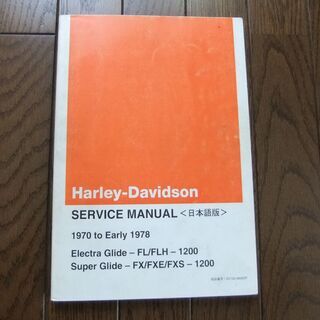 Harley-Davidson
SERVICE MANUAL <日本語版>
1970 to Early 1978
Electra Glide – FL/FLH – 1200
Super Glide – FX/FXE/FXS – 1200